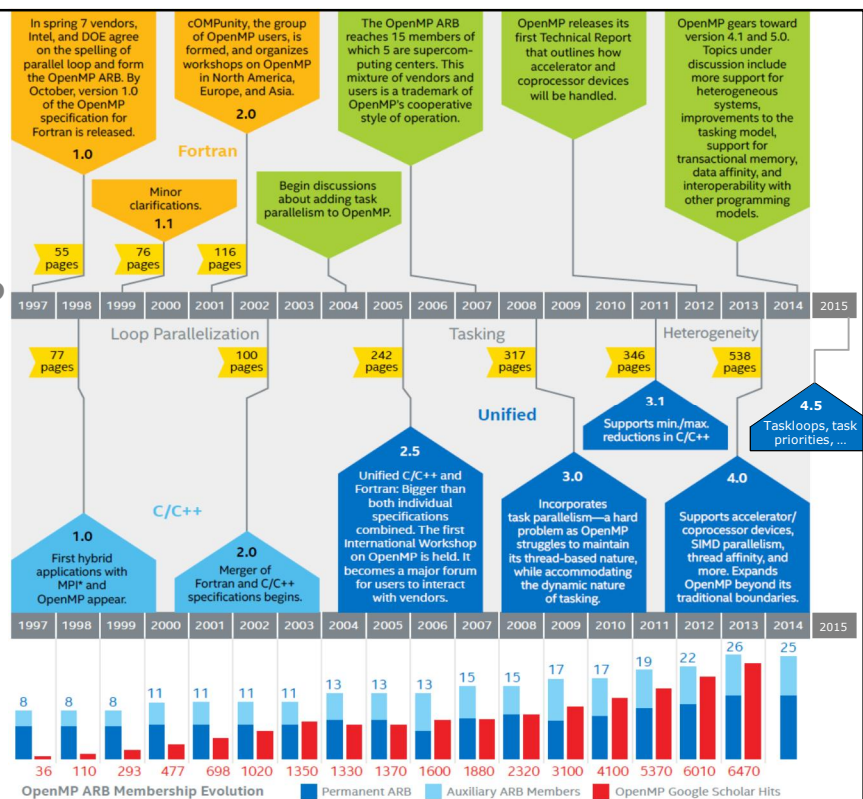 In spring 7 vendors,
Intel, and DOE agree
on the spelling of
parallel loop and form
the OpenMP ARB. By
October, version 1.0
of the OpenMP
specification for
Fortran is released.
1.0
cOMPunity, the group
of OpenMP users, is
formed, and organizes
workshops on OpenMP
in North America,
Europe, and Asia.
2.0
The OpenMP ARB
reaches 15 members of
which 5 are supercom-
puting centers. This
mixture of vendors and
users is a trademark of
OpenMP's cooperative
style of operation.
OpenMP releases its
first Technical Report
that outlines how
accelerator and
coprocessor devices
will be handled.
OpenMP gears toward
version 4.1 and 5.0.
Topics under
discussion include
more support for
heterogeneous
systems,
improvements to the
tasking model,
support for
transactional memory,
data affinity, and
interoperability with
other programming
models.
Fortran
Minor
clarifications.
1.1
Begin discussions
about adding task
parallelism to OpenMP.
55
pages
76
pages
116
pages
1997 1998 1999 2000 2001 2002 2003 2004 2005 2006 2007 2008 2009 2010 2011 2012 2013 2014 2015
Loop Parallelization Tasking Heterogeneity
77
pages
100
pages
242
pages
317
pages
346
pages
538
pages
Unified
3.1
Supports min./max.
reductions in C/C++
4.5
Taskloops, task
priorities, ...
C/C++
1.0
First hybrid
applications with
MPI* and
OpenMP appear.
2.0
Merger of
Fortran and C/C++
specifications begins.
2.5
Unified C/C++ and
Fortran: Bigger than
both individual
specifications
combined. The first
International Workshop
on OpenMP is held. It
becomes a major forum
for users to interact
with vendors.
3.0
Incorporates
task parallelism—a hard
problem as OpenMP
struggles to maintain
its thread-based nature,
while accommodating
the dynamic nature
of tasking.
4.0
Supports accelerator/
coprocessor devices,
SIMD parallelism,
thread affinity, and
more. Expands
OpenMP beyond its
traditional boundaries.
1997 1998 1999 2000 2001 2002 2003 2004 2005 2006 2007 2008 2009 2010 2011 2012 2013 2014 2015
8 8 8 11 11 11 11 13 13 13 15 15 17 17 19 22 26 25
36 110 293 477 698 1020 1350 1330 1370 1600 1880 2320 3100 4100 5370 6010 6470
OpenMP ARB Membership Evolution Permanent ARB Auxiliary ARB Members OpenMP Google Scholar Hits